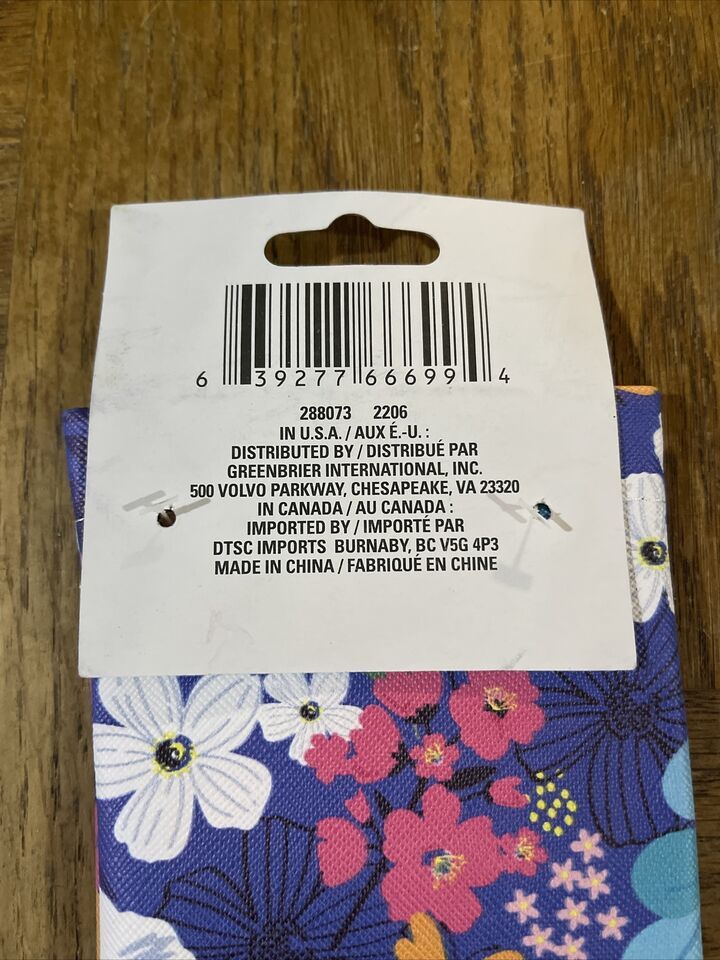 6 39277 66699 4
288073 2206
IN U.S.A. / AUX É.-U. :
DISTRIBUTED BY / DISTRIBUÉ PAR
GREENBRIER INTERNATIONAL, INC.
500 VOLVO PARKWAY, CHESAPEAKE, VA 23320
IN CANADA / AU CANADA :
IMPORTED BY / IMPORTÉ PAR
DTSC IMPORTS BURNABY, BC V5G 4P3
MADE IN CHINA / FABRIQUÉ EN CHINE